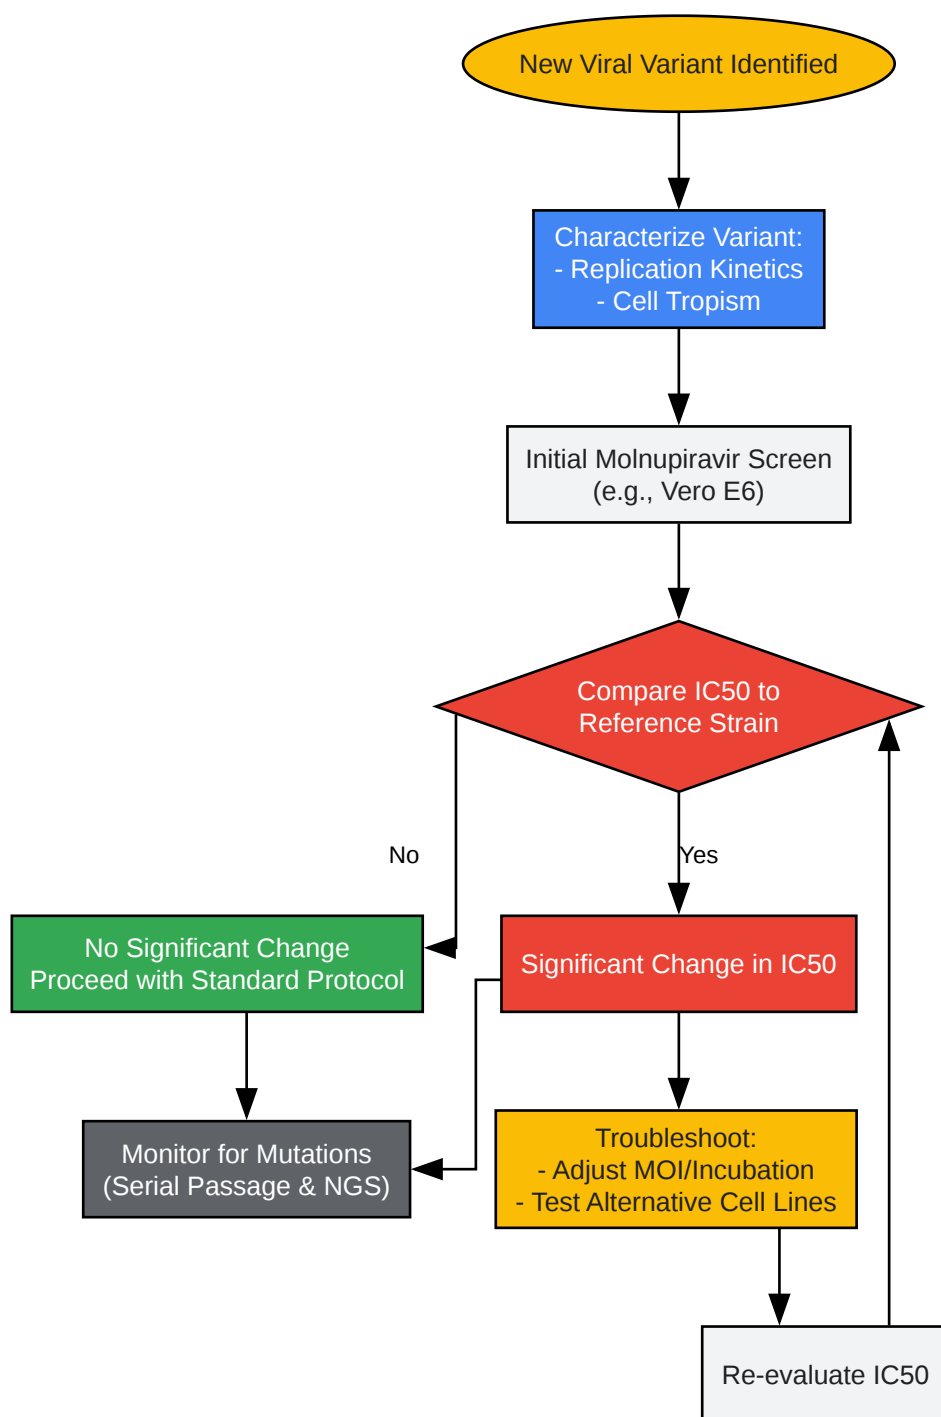 New Viral Variant Identified
Characterize Variant:
- Replication Kinetics
- Cell Tropism
Initial Molnupiravir Screen
(e.g., Vero E6)
Compare IC50 to
Reference Strain
No
Yes
No Significant Change
Proceed with Standard Protocol
Significant Change in IC50
Monitor for Mutations
(Serial Passage & NGS)
Troubleshoot:
- Adjust MOI/Incubation
- Test Alternative Cell Lines
Re-evaluate IC50